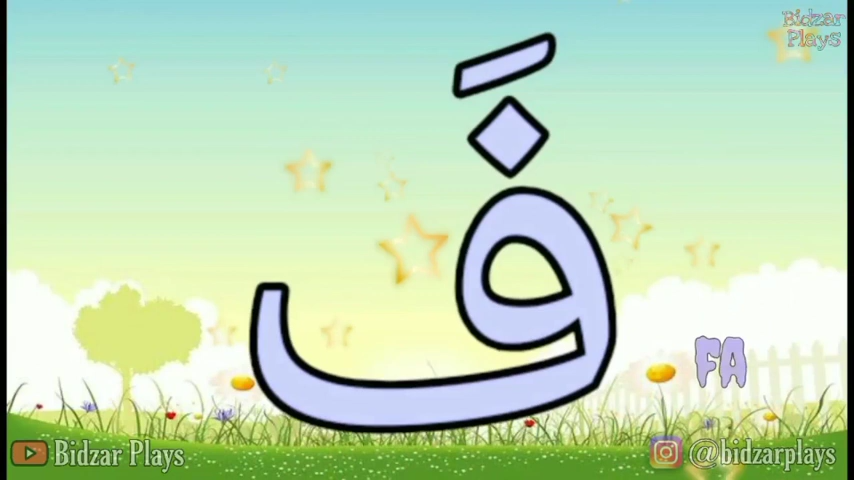 Bidzar
Plays
فَ
FA
Bidzar Plays
@bidzarplays